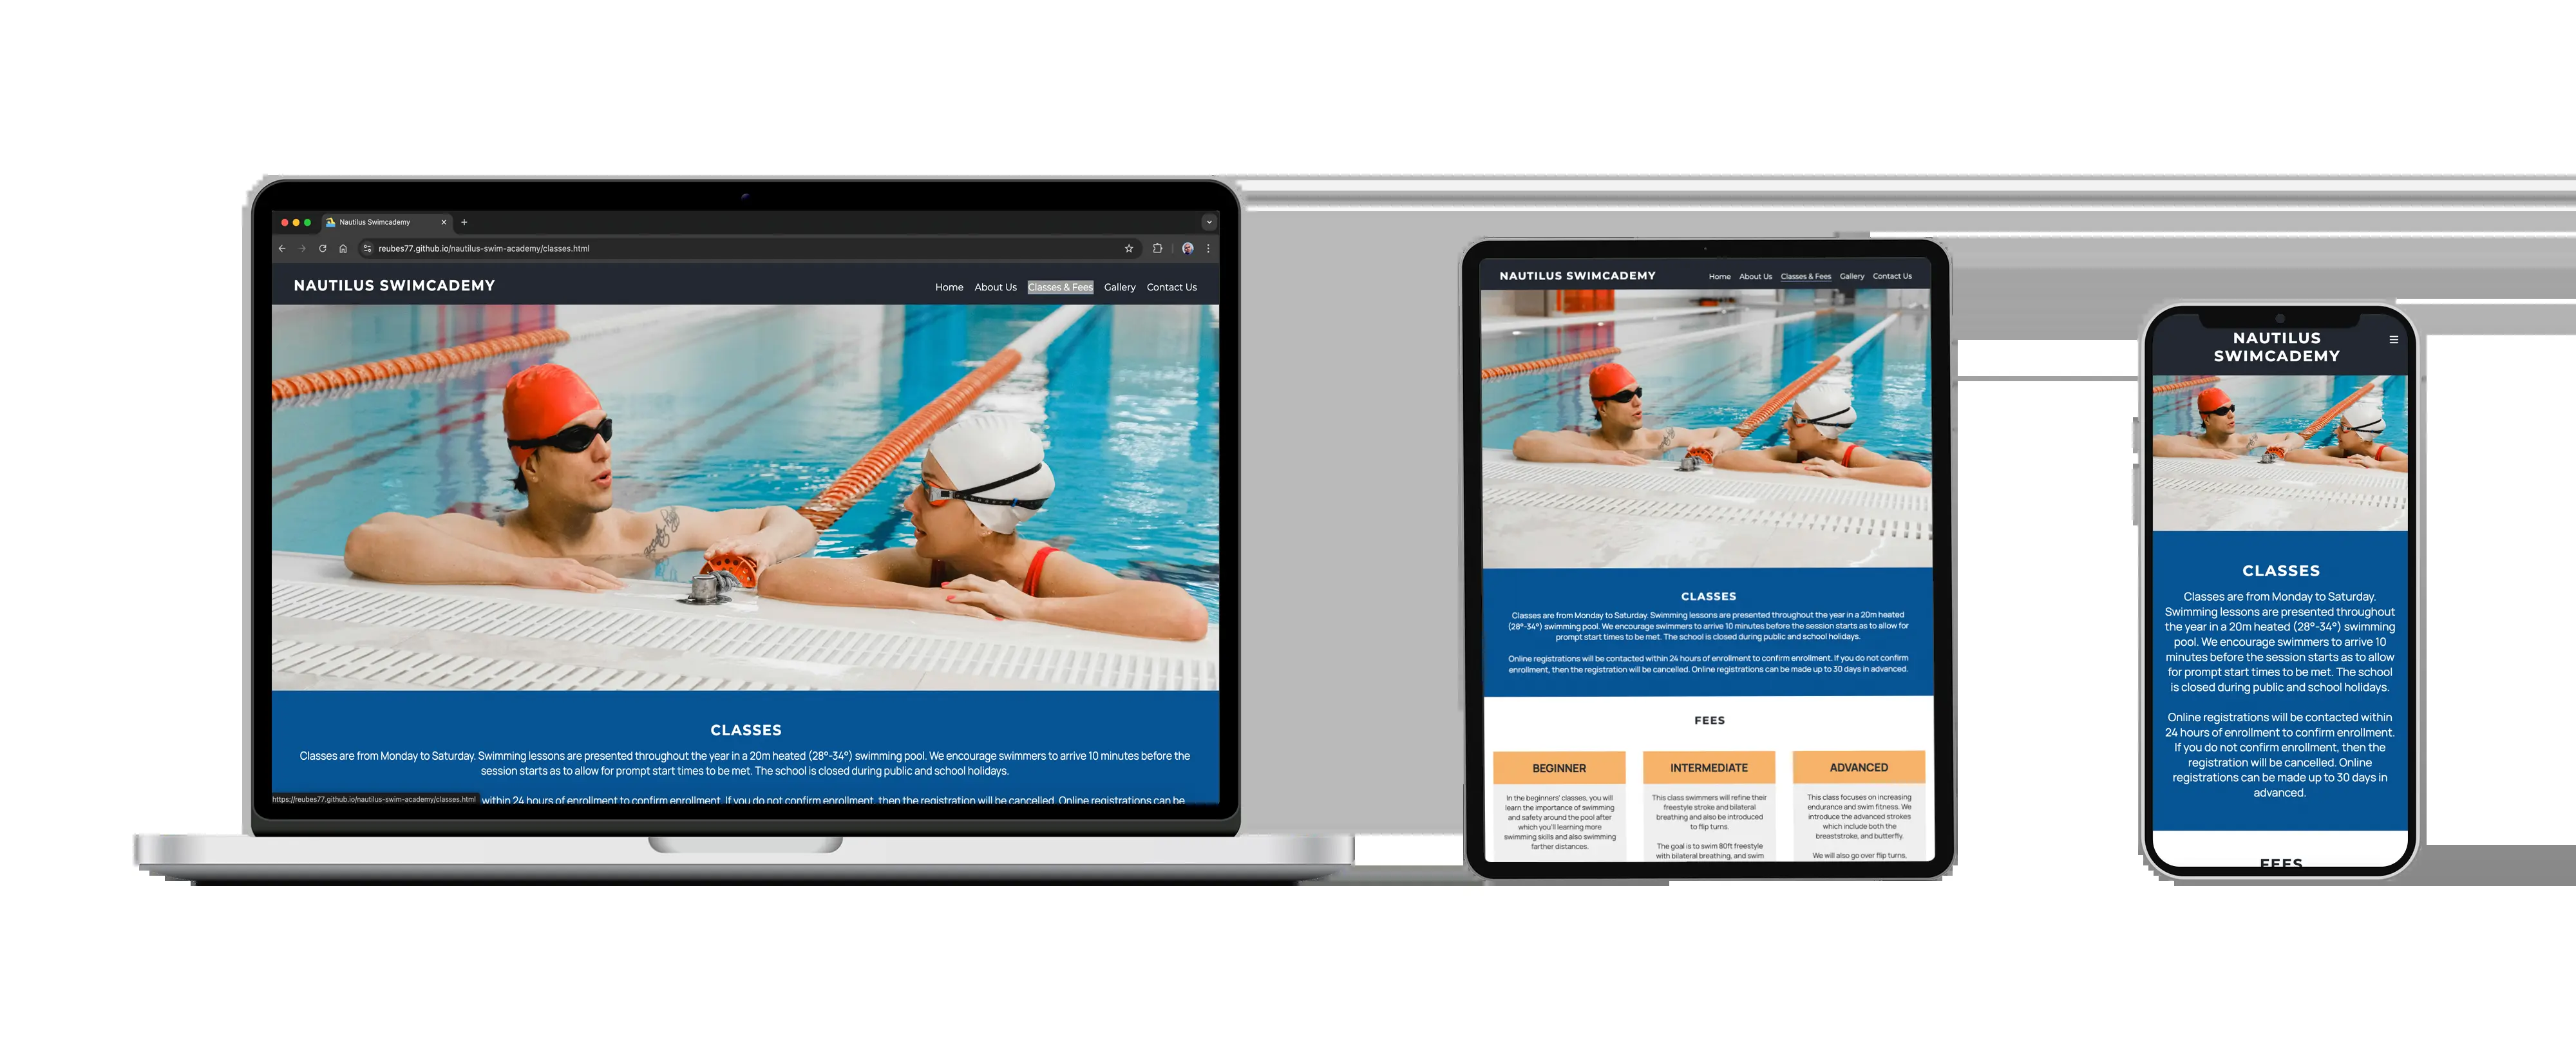 Nautilus Swimcademy
reubes77.github.io/nautilus-swim-academy/classes.html
NAUTILUS SWIMCADEMY
Home About Us Classes & Fees Gallery Contact Us
CLASSES
Classes are from Monday to Saturday. Swimming lessons are presented throughout the year in a 20m heated (28°-34°) swimming pool. We encourage swimmers to arrive 10 minutes before the
session starts as to allow for prompt start times to be met. The school is closed during public and school holidays.
within 24 hours of enrollment to confirm enrollment. If you do not confirm enrollment, then the registration will be cancelled. Online registrations can be
https://reubes77.github.io/nautilus-swim-academy/classes.html
NAUTILUS SWIMCADEMY
Home About Us Classes & Fees Gallery Contact Us
CLASSES
Classes are from Monday to Saturday. Swimming lessons are presented throughout the year in a 20m heated
(28°-34°) swimming pool. We encourage swimmers to arrive 10 minutes before the session starts as to allow for
prompt start times to be met. The school is closed during public and school holidays.
Online registrations will be contacted within 24 hours of enrollment to confirm enrollment. If you do not confirm
enrollment, then the registration will be cancelled. Online registrations can be made up to 30 days in advanced.
FEES
BEGINNER
In the beginners' classes, you will
learn the importance of swimming
and safety around the pool after
which you'll learning more
swimming skills and also swimming
farther distances.
INTERMEDIATE
This class swimmers will refine their
freestyle stroke and bilateral
breathing and also be introduced
to flip turns.
The goal is to swim 80ft freestyle
with bilateral breathing, and swim
ADVANCED
This class focuses on increasing
endurance and swim fitness. We
introduce the advanced strokes
which include both the
breaststroke, and butterfly.
We will also go over flip turns,
NAUTILUS
SWIMCADEMY
CLASSES
Classes are from Monday to Saturday.
Swimming lessons are presented throughout
the year in a 20m heated (28°-34°) swimming
pool. We encourage swimmers to arrive 10
minutes before the session starts as to allow
for prompt start times to be met. The school
is closed during public and school holidays.
Online registrations will be contacted within
24 hours of enrollment to confirm enrollment.
If you do not confirm enrollment, then the
registration will be cancelled. Online
registrations can be made up to 30 days in
advanced.
FEES